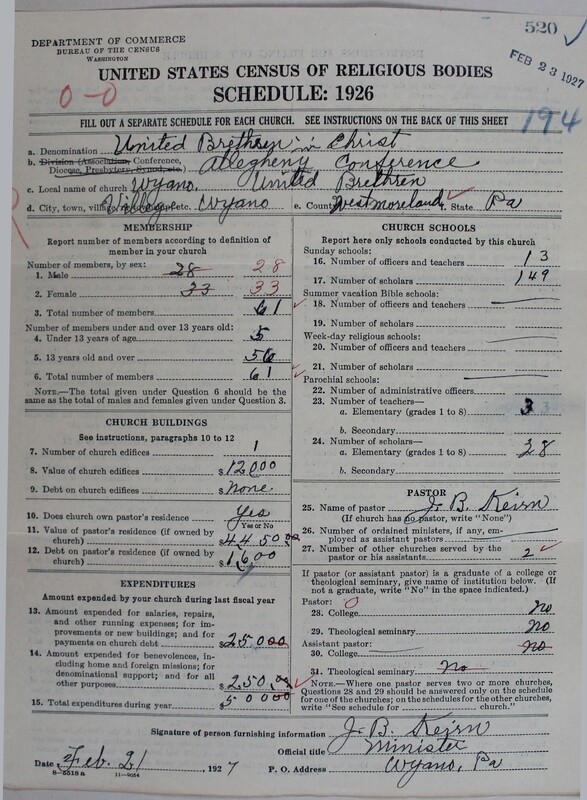 520
DEPARTMENT OF COMMERCE
BUREAU OF THE CENSUS
WASHINGTON
FEB 23 1927
UNITED STATES CENSUS OF RELIGIOUS BODIES
SCHEDULE: 1926
0-0
FILL OUT A SEPARATE SCHEDULE FOR EACH CHURCH. SEE INSTRUCTIONS ON THE BACK OF THIS SHEET
194
a. Denomination United Brethren in Christ
b. Division (Association, Conference, Diocese, Presbytery, Synod, etc.) Allegheny Conference
c. Local name of church Wyano, United Brethren
d. City, town, village, Village Wyano e. County Westmoreland f. State Pa
MEMBERSHIP
Report number of members according to definition of member in your church
Number of members, by sex:
1. Male 28 28
2. Female 33 33
3. Total number of members 61
Number of members under and over 13 years old:
4. Under 13 years of age 5
5. 13 years old and over 56
6. Total number of members 61
NOTE.—The total given under Question 6 should be the same as the total of males and females given under Question 3.
CHURCH BUILDINGS
See instructions, paragraphs 10 to 12
7. Number of church edifices 1
8. Value of church edifices $12,000
9. Debt on church edifices $None
10. Does church own pastor's residence? Yes
Yes or No
11. Value of pastor's residence (if owned by church) $4450.00
12. Debt on pastor's residence (if owned by church) $1600
EXPENDITURES
Amount expended by your church during last fiscal year
13. Amount expended for salaries, repairs, and other running expenses; for improvements or new buildings; and for payments on church debt $250.00
14. Amount expended for benevolences, including home and foreign missions; for denominational support; and for all other purposes $250.00
15. Total expenditures during year $500.00
CHURCH SCHOOLS
Report here only schools conducted by this church
Sunday schools:
16. Number of officers and teachers 13
17. Number of scholars 149
Summer vacation Bible schools:
18. Number of officers and teachers
19. Number of scholars
Week-day religious schools:
20. Number of officers and teachers
21. Number of scholars
Parochial schools:
22. Number of administrative officers
23. Number of teachers—
a. Elementary (grades 1 to 8) 3
b. Secondary
24. Number of scholars—
a. Elementary (grades 1 to 8) 38
b. Secondary
PASTOR
25. Name of pastor J. B. Keirn
(If church has no pastor, write "None")
26. Number of ordained ministers, if any, employed as assistant pastors
27. Number of other churches served by the pastor or his assistants 2
If pastor (or assistant pastor) is a graduate of a college or theological seminary, give name of institution below. (If not a graduate, write "No" in the space indicated.)
Pastor: 0
28. College no
29. Theological seminary no
Assistant pastor:
30. College no
31. Theological seminary no
NOTE.—Where one pastor serves two or more churches, Questions 28 and 29 should be answered only on the schedule for one of the churches; on the schedules for the other churches, write "See schedule for church."
Signature of person furnishing information J. B. Keirn
Official title Minister
Date Feb. 21, 1927 P. O. Address Wyano, Pa
8—5518a 11—9054